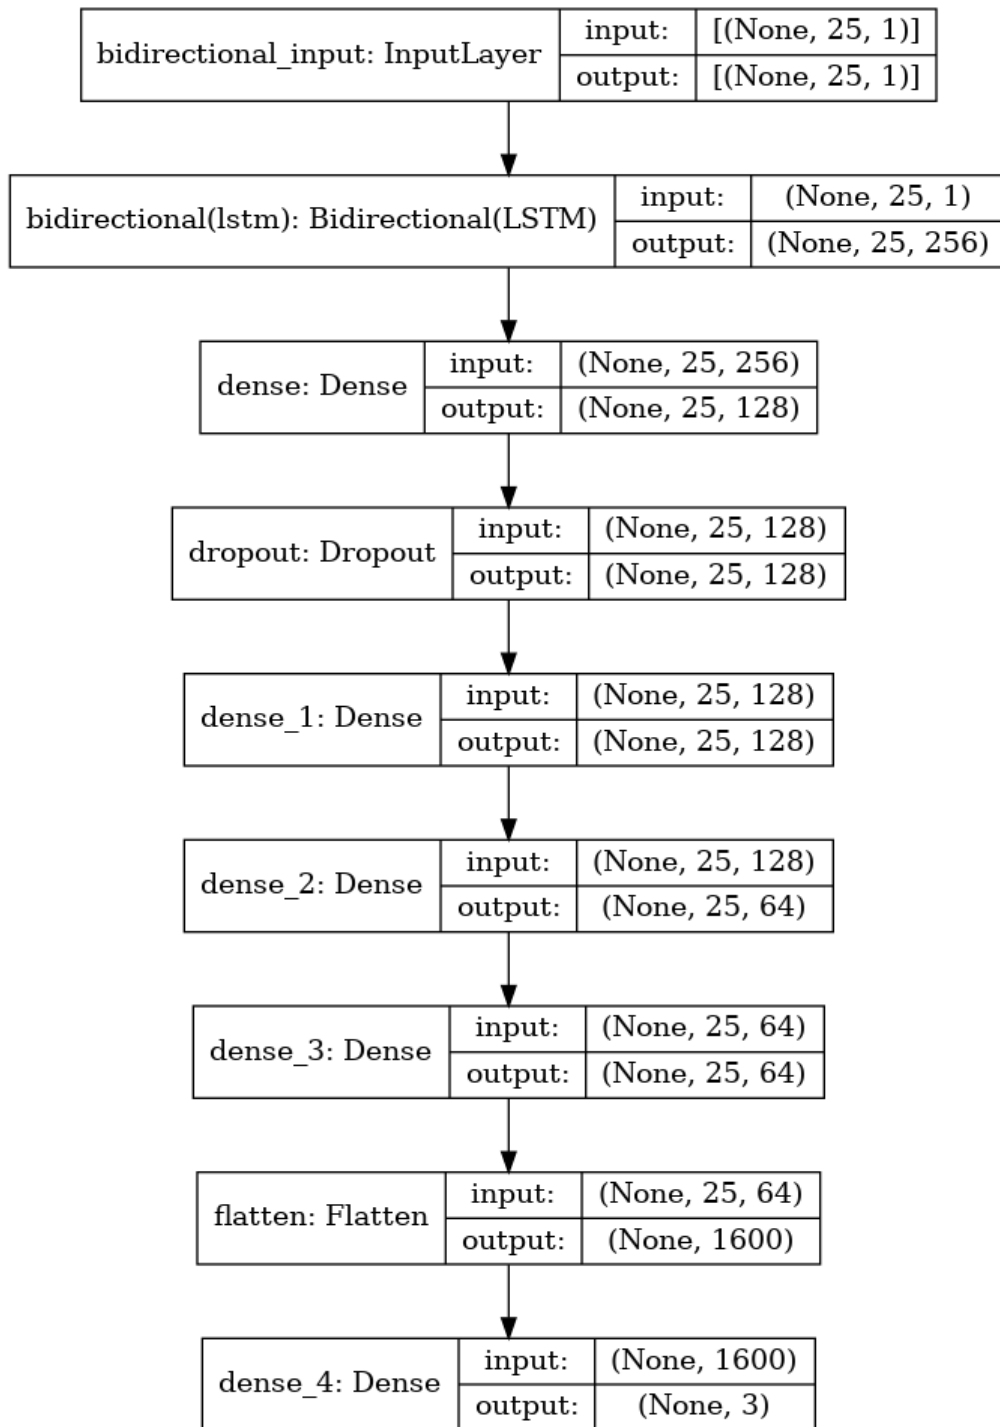 bidirectional_input: InputLayer
input: [(None, 25, 1)]
output: [(None, 25, 1)]
bidirectional(lstm): Bidirectional(LSTM)
input: (None, 25, 1)
output: (None, 25, 256)
dense: Dense
input: (None, 25, 256)
output: (None, 25, 128)
dropout: Dropout
input: (None, 25, 128)
output: (None, 25, 128)
dense_1: Dense
input: (None, 25, 128)
output: (None, 25, 128)
dense_2: Dense
input: (None, 25, 128)
output: (None, 25, 64)
dense_3: Dense
input: (None, 25, 64)
output: (None, 25, 64)
flatten: Flatten
input: (None, 25, 64)
output: (None, 1600)
dense_4: Dense
input: (None, 1600)
output: (None, 3)